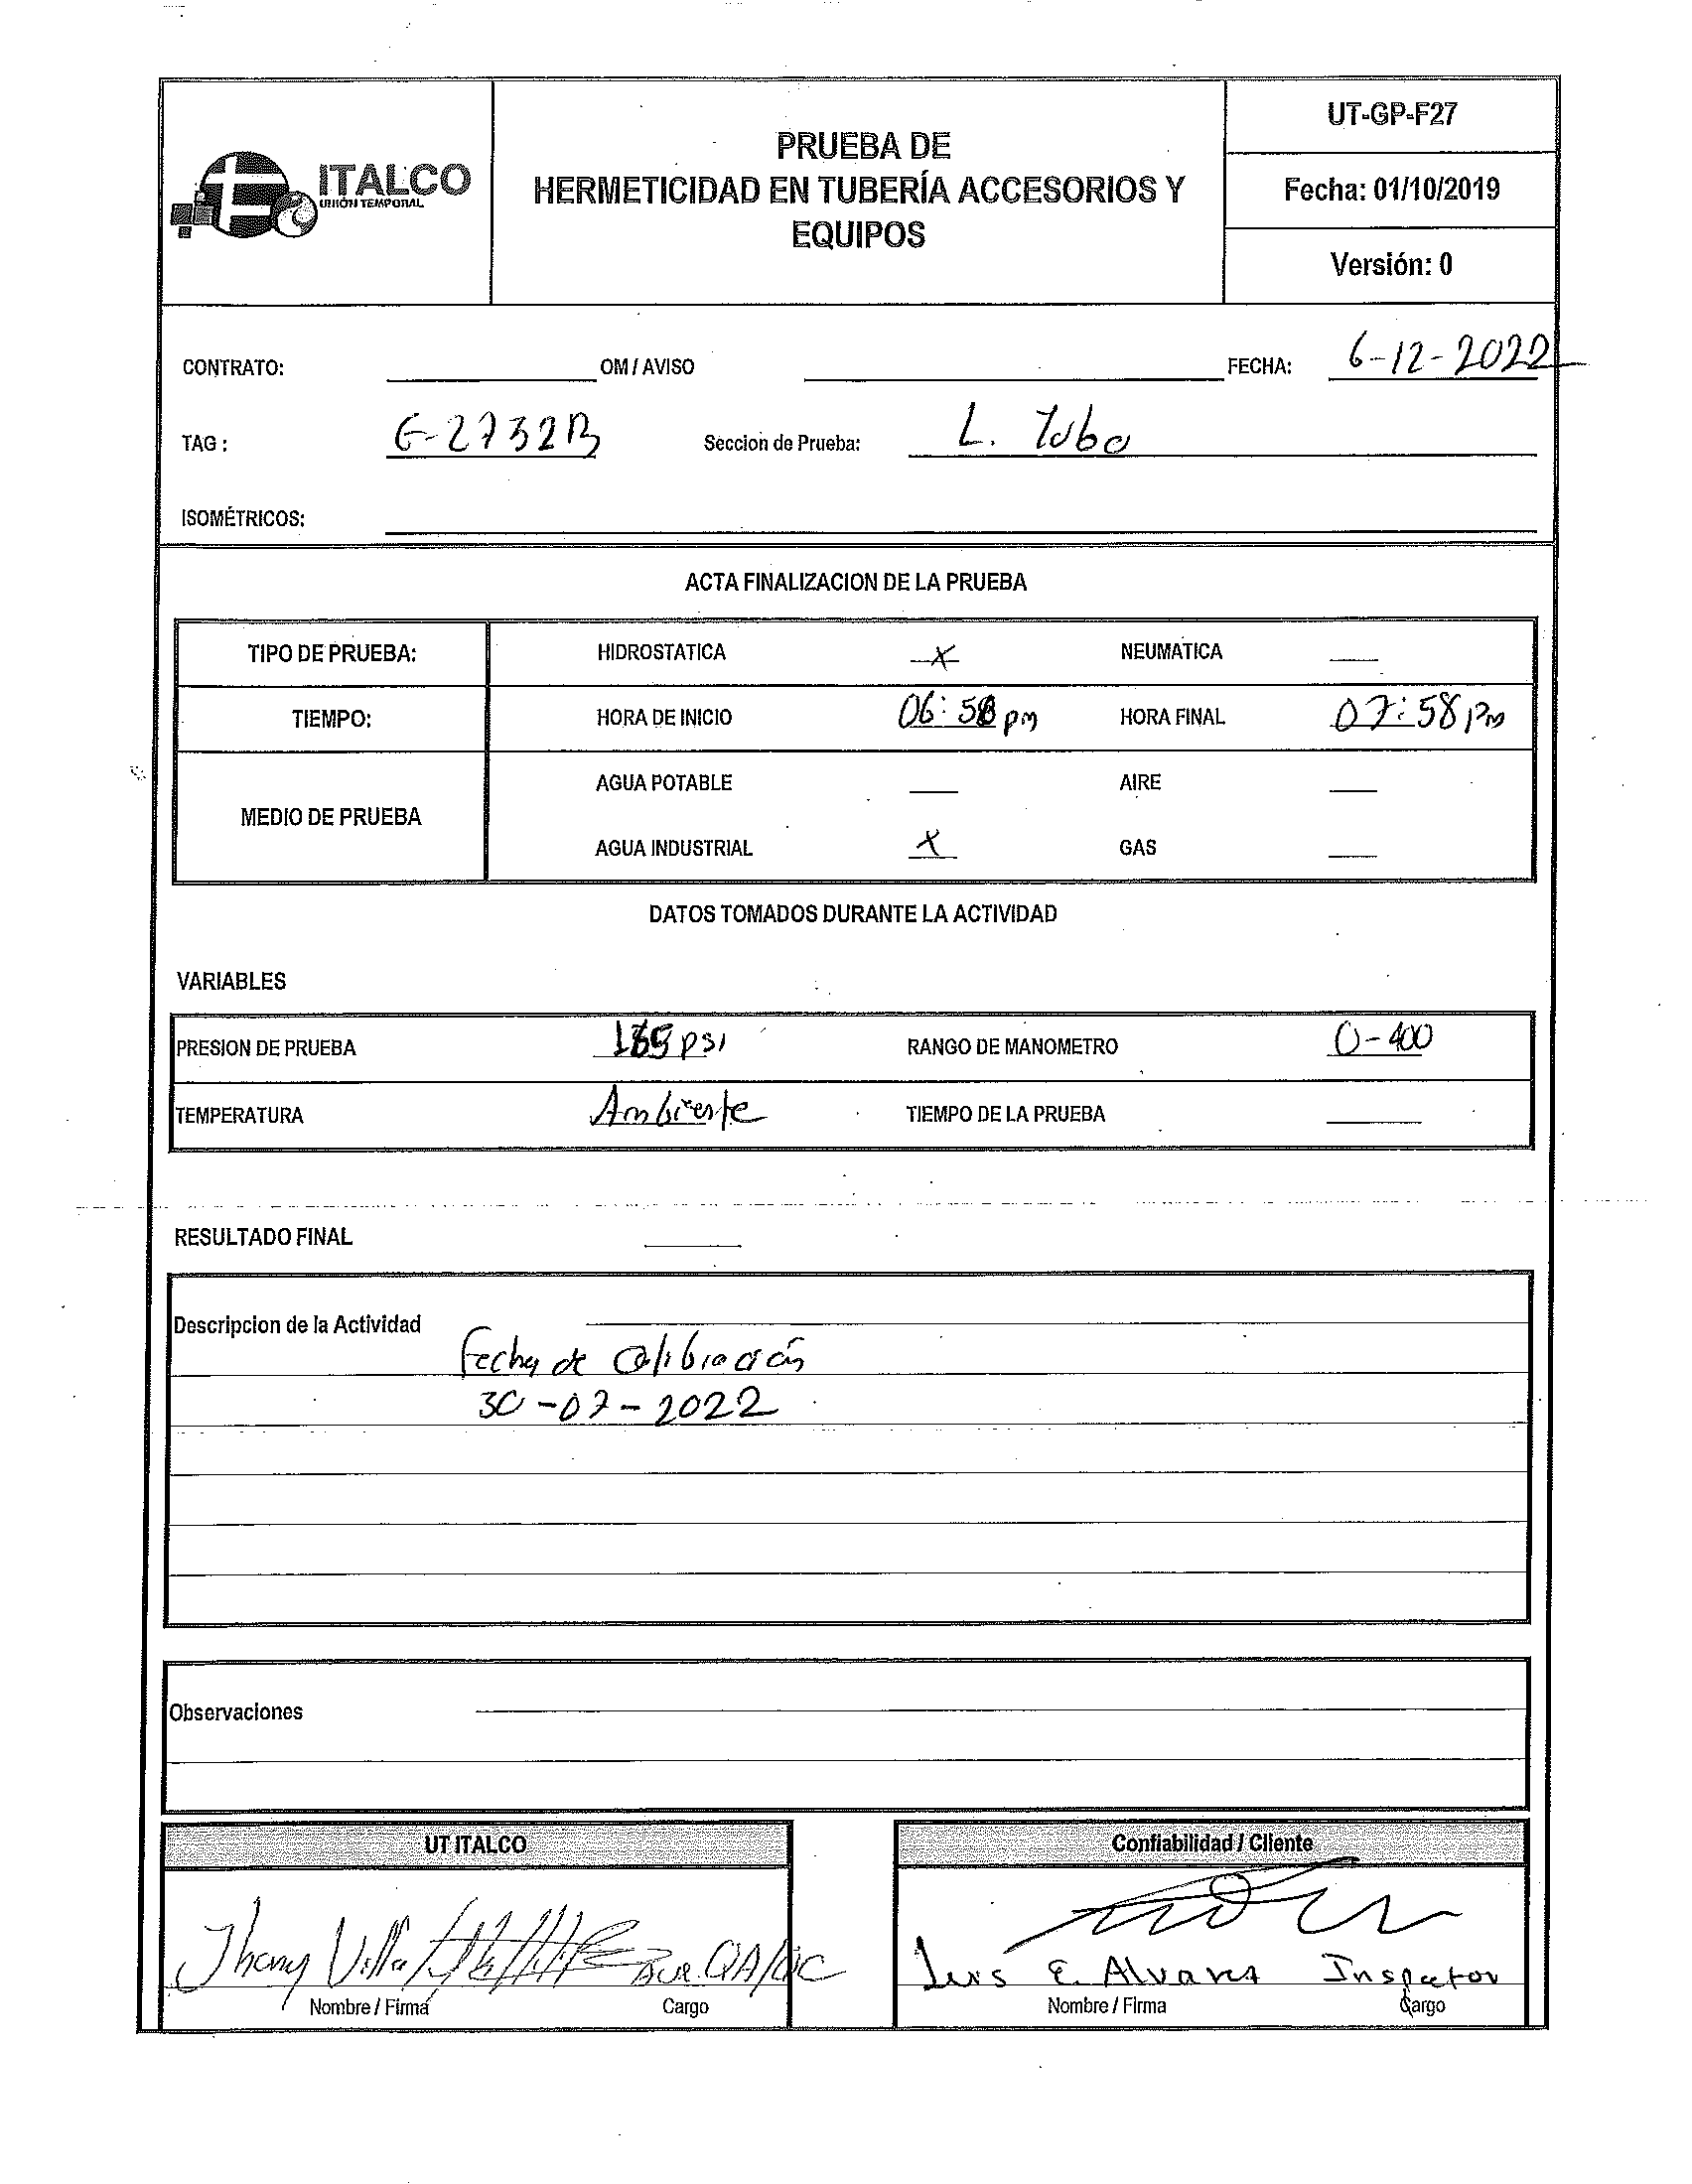 ITALCO
UNIÓN TEMPORAL
PRUEBA DE
HERMETICIDAD EN TUBERÍA ACCESORIOS Y
EQUIPOS
UT-GP-F27
Fecha: 01/10/2019
Versión: 0
CONTRATO: OM / AVISO FECHA: 6-12-2022
TAG : E-2732B Seccion de Prueba: L. Tubo
ISOMÉTRICOS:
ACTA FINALIZACION DE LA PRUEBA
TIPO DE PRUEBA: HIDROSTATICA X NEUMÁTICA
TIEMPO: HORA DE INICIO 06:58 pm HORA FINAL 07:58 pm
MEDIO DE PRUEBA
AGUA POTABLE AIRE
AGUA INDUSTRIAL X GAS
DATOS TOMADOS DURANTE LA ACTIVIDAD
VARIABLES
PRESION DE PRUEBA psi RANGO DE MANOMETRO 0-400
TEMPERATURA Ambiente TIEMPO DE LA PRUEBA
RESULTADO FINAL
Descripcion de la Actividad
Fecha de Calibración
30-07-2022
Observaciones
UT ITALCO
Jhony Villa QA/QC
Nombre / Firma Cargo
Confiabilidad / Cliente
Luis E. Alvarez Inspector
Nombre / Firma Cargo